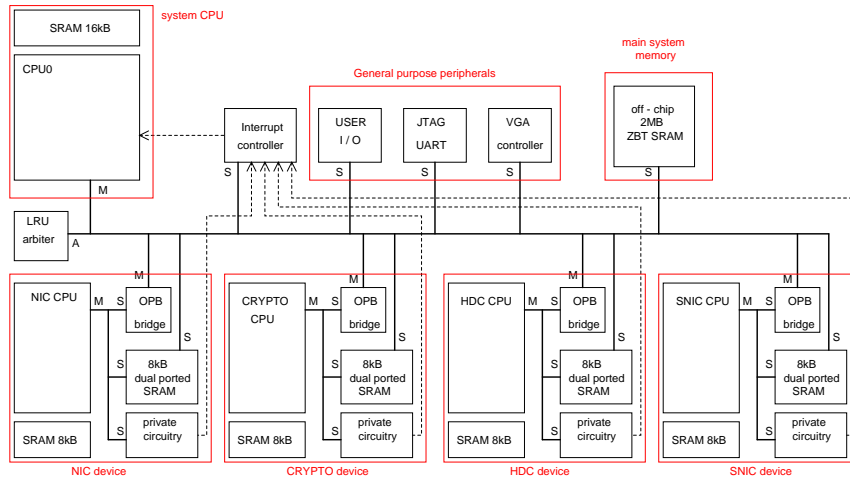 system CPU
SRAM 16kB
CPU0
M
Interrupt
controller
S
General purpose peripherals
USER
I / O
S
JTAG
UART
S
VGA
controller
S
main system
memory
off - chip
2MB
ZBT SRAM
S
LRU
arbiter
A
NIC CPU
M
M
S
OPB
bridge
S
S
8kB
dual ported
SRAM
S
private
circuitry
SRAM 8kB
NIC device
CRYPTO
CPU
M
M
S
OPB
bridge
S
S
8kB
dual ported
SRAM
S
private
circuitry
SRAM 8kB
CRYPTO device
HDC CPU
M
M
S
OPB
bridge
S
S
8kB
dual ported
SRAM
S
private
circuitry
SRAM 8kB
HDC device
SNIC CPU
M
M
S
OPB
bridge
S
S
8kB
dual ported
SRAM
S
private
circuitry
SRAM 8kB
SNIC device